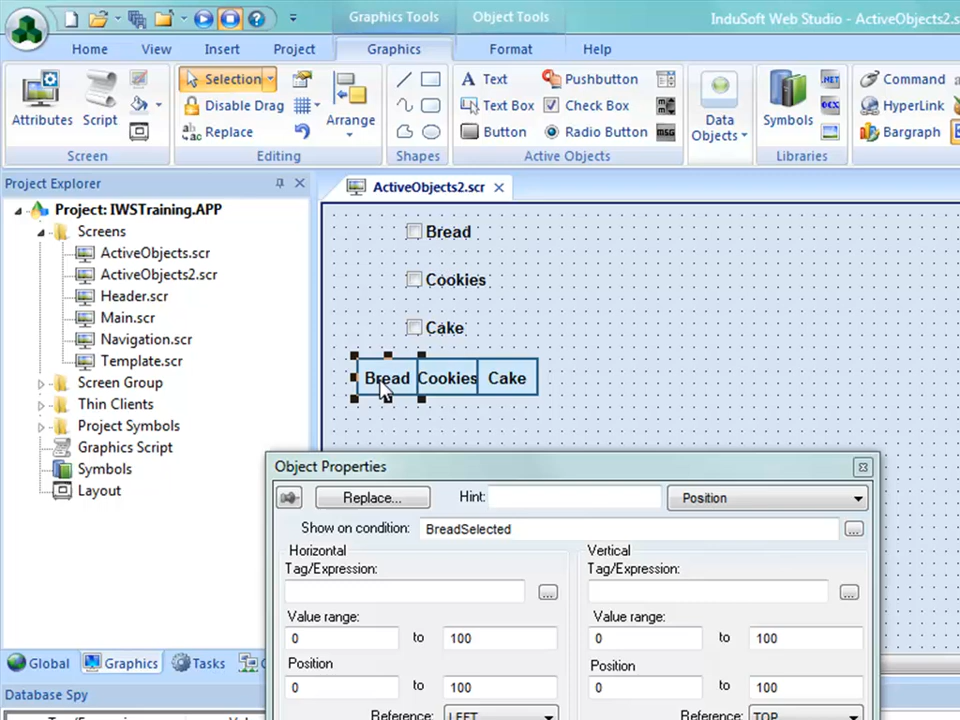 Graphics Tools Object Tools InduSoft Web Studio - ActiveObjects2.s
Home View Insert Project Graphics Format Help
Selection Text Pushbutton .NET Command
Attributes Script Disable Drag Arrange Text Box Check Box Data Objects Symbols OCX HyperLink
Replace Button Radio Button MSG Bargraph
Screen Editing Shapes Active Objects Libraries
Project Explorer
ActiveObjects2.scr
Project: IWSTraining.APP
Screens
ActiveObjects.scr
ActiveObjects2.scr
Header.scr
Main.scr
Navigation.scr
Template.scr
Screen Group
Thin Clients
Project Symbols
Graphics Script
Symbols
Layout
Bread
Cookies
Cake
Bread Cookies Cake
Object Properties
Replace... Hint: Position
Show on condition: BreadSelected ...
Horizontal Vertical
Tag/Expression: Tag/Expression:
... ...
Value range: Value range:
0 to 100 0 to 100
Position Position
0 to 100 0 to 100
Reference: LEFT Reference: TOP
Global Graphics Tasks
Database Spy